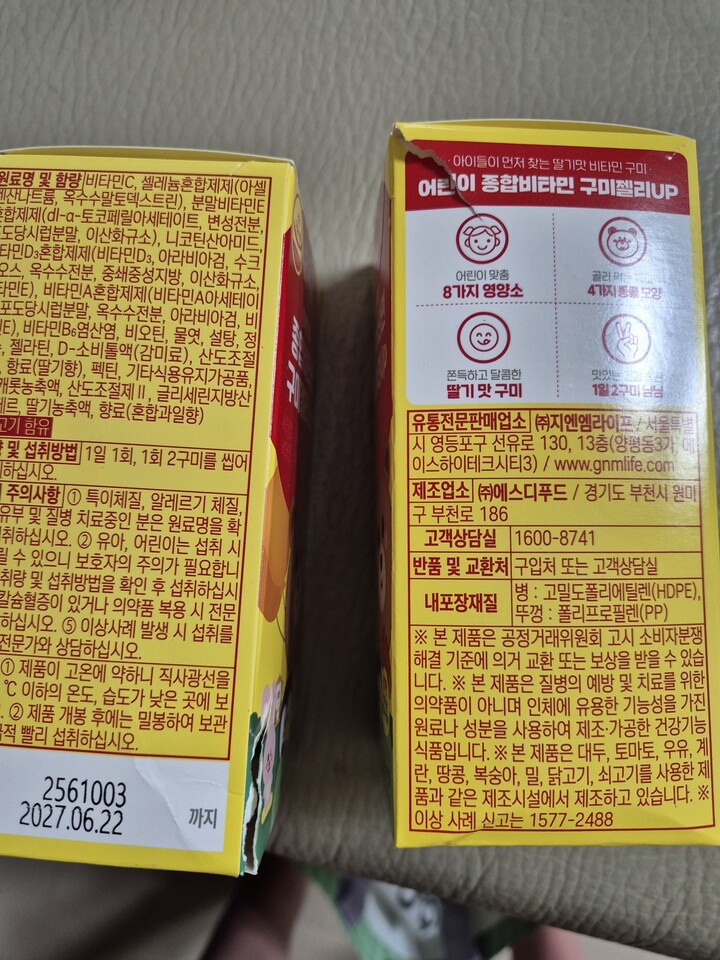 원료명 및 함량 비타민C, 셀레늄혼합제제(아셀
렌산나트륨, 옥수수말토덱스트린), 분말비타민E
혼합제제(dl-α-토코페릴아세테이트, 변성전분,
포도당시럽분말, 이산화규소), 니코틴산아미드,
비타민D₃혼합제제(비타민D₃, 아라비아검, 수크
로오스, 옥수수전분, 중쇄중성지방, 이산화규소
비타민E), 비타민A혼합제제(비타민A아세테이
포도당시럽분말, 옥수수전분, 아라비아검, 비
E), 비타민B₆염산염, 비오틴, 물엿, 설탕, 정
젤라틴, D-소비톨액(감미료), 산도조절
향료(딸기향), 펙틴, 기타식용유지가공품,
캐롯농축액, 산도조절제Ⅱ, 글리세린지방산
레몬, 딸기농축액, 향료(혼합과일향)
고기 함유
및 섭취방법 1일 1회, 1회 2구미를 씹어
하십시오.
주의사항 ① 특이체질, 알레르기 체질,
유부 및 질병 치료중인 분은 원료명을 확
취하십시오. ② 유아, 어린이는 섭취 시
릴 수 있으니 보호자의 주의가 필요합니
취량 및 섭취방법을 확인 후 섭취하십시
칼슘혈증이 있거나 의약품 복용 시 전문
하십시오. ⑤ 이상사례 발생 시 섭취를
전문가와 상담하십시오.
① 제품이 고온에 약하니 직사광선을
℃ 이하의 온도, 습도가 낮은 곳에 보
② 제품 개봉 후에는 밀봉하여 보관
빨리 섭취하십시오.
2561003
2027.06.22 까지
· 아이들이 먼저 찾는 딸기맛 비타민 구미 ·
어린이 종합비타민 구미젤리UP
어린이 맞춤
8가지 영양소
골라 먹는
4가지 동물 모양
쫀득하고 달콤한
딸기 맛 구미
맛있는
1일 2구미 냠냠
유통전문판매업소 ㈜지엔엠라이프 / 서울특별
시 영등포구 선유로 130, 13층(양평동3가, 에
이스하이테크시티3) / www.gnmlife.com
제조업소 ㈜에스디푸드 / 경기도 부천시 원미
구 부천로 186
고객상담실 1600-8741
반품 및 교환처 구입처 또는 고객상담실
내포장재질 병 : 고밀도폴리에틸렌(HDPE),
뚜껑 : 폴리프로필렌(PP)
※ 본 제품은 공정거래위원회 고시 소비자분쟁
해결 기준에 의거 교환 또는 보상을 받을 수 있습
니다. ※ 본 제품은 질병의 예방 및 치료를 위한
의약품이 아니며 인체에 유용한 기능성을 가진
원료나 성분을 사용하여 제조·가공한 건강기능
식품입니다. ※ 본 제품은 대두, 토마토, 우유, 계
란, 땅콩, 복숭아, 밀, 닭고기, 쇠고기를 사용한 제
품과 같은 제조시설에서 제조하고 있습니다. ※
이상 사례 신고는 1577-2488